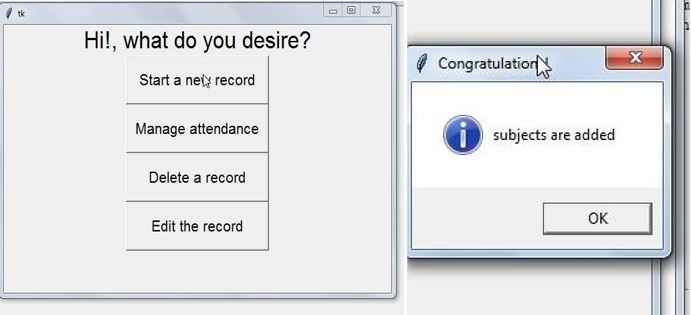 tk
Hi!, what do you desire?
Start a new record
Manage attendance
Delete a record
Edit the record
Congratulation !
subjects are added
OK